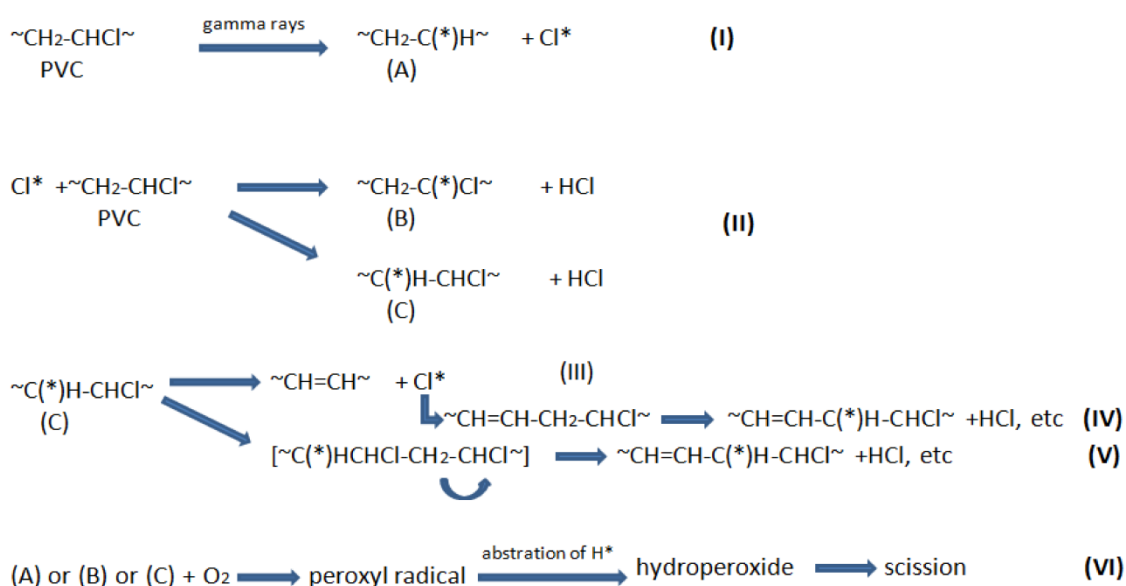 gamma rays
~CH2-CHCl~ ~CH2-C(*)H~ + Cl* (I)
PVC (A)
Cl* +~CH2-CHCl~ ~CH2-C(*)Cl~ + HCl
PVC (B) (II)
~C(*)H-CHCl~ + HCl
(C)
~C(*)H-CHCl~ ~CH=CH~ + Cl* (III)
(C) ~CH=CH-CH2-CHCl~ ~CH=CH-C(*)H-CHCl~ +HCl, etc (IV)
[~C(*)HCHCl-CH2-CHCl~] ~CH=CH-C(*)H-CHCl~ +HCl, etc (V)
abstration of H*
(A) or (B) or (C) + O2 peroxyl radical hydroperoxide scission (VI)